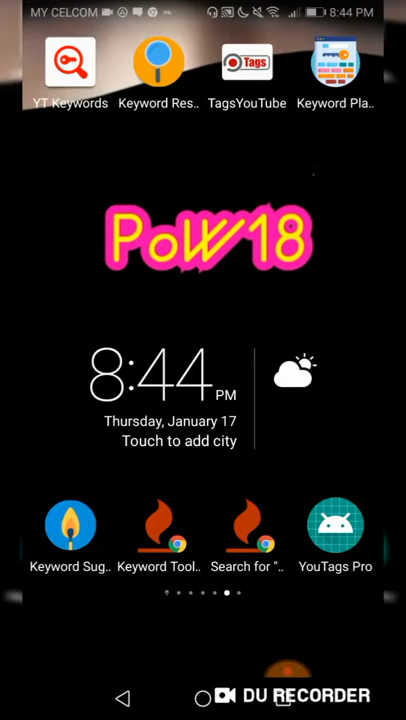 MY CELCOM
8:44 PM
YT Keywords
Keyword Res..
TagsYouTube
Keyword Pla..
Tags
PoW18
8:44 PM
Thursday, January 17
Touch to add city
Keyword Sug..
Keyword Tool..
Search for "..
YouTags Pro
DU RECORDER